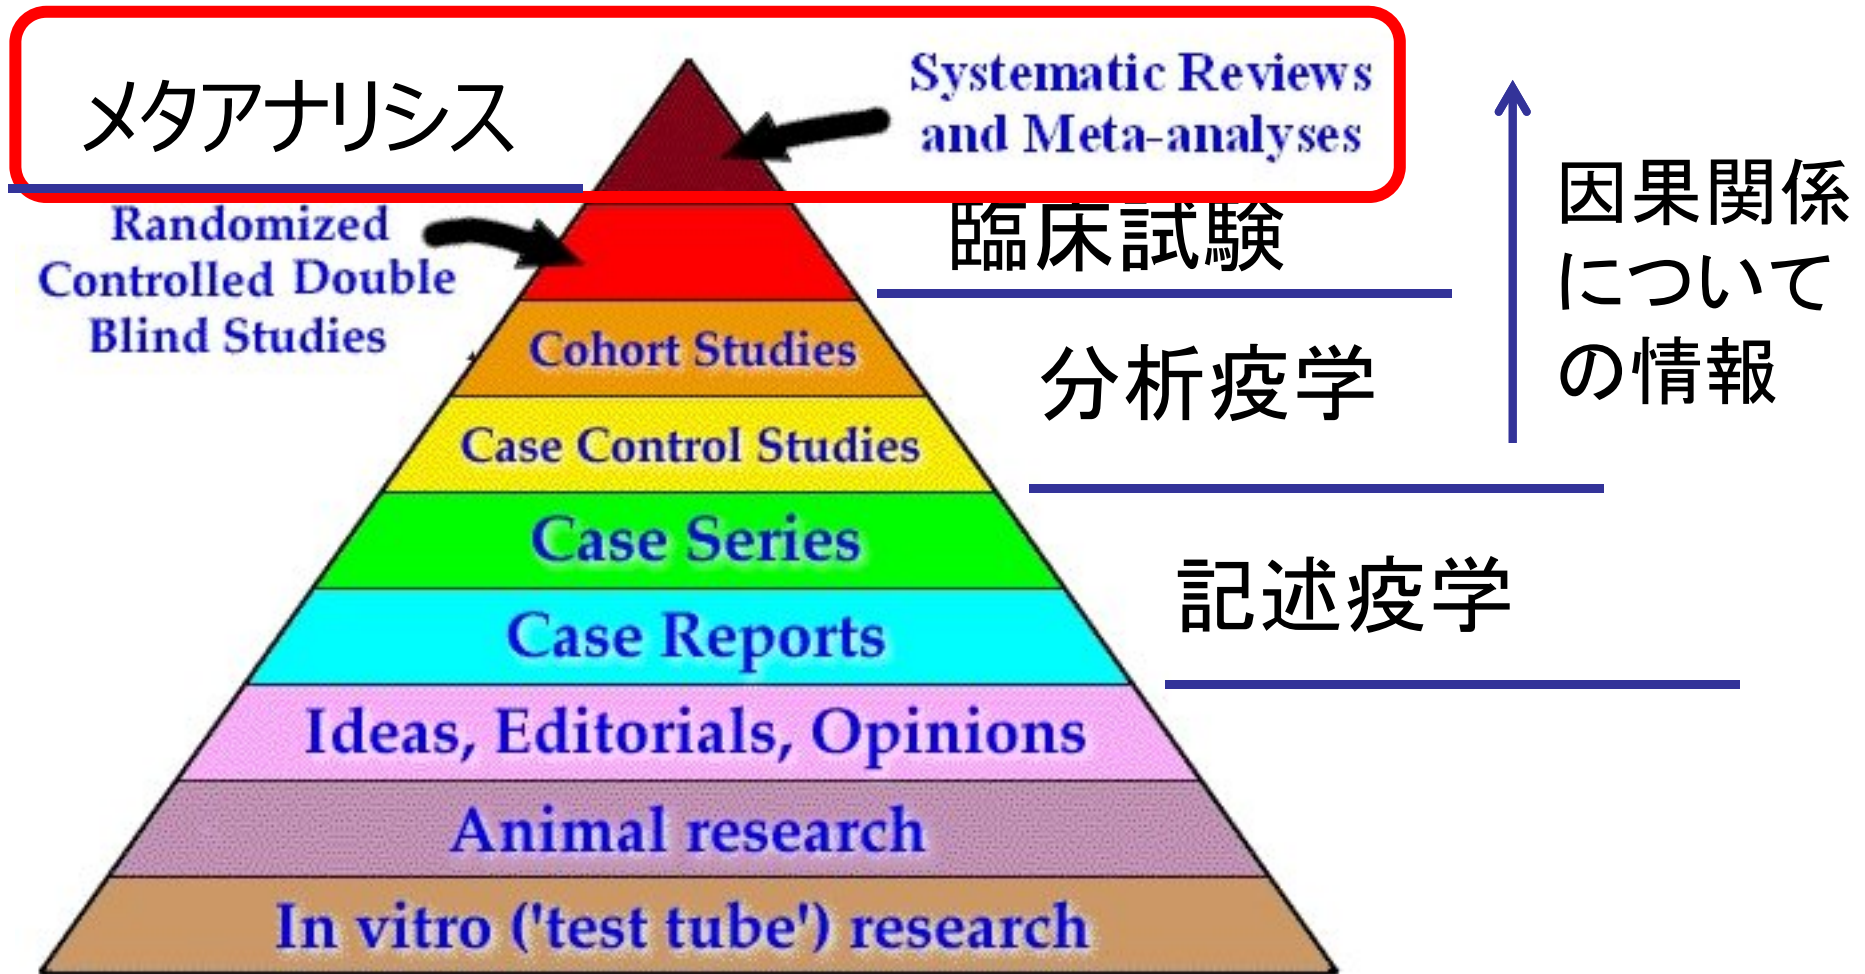 メタアナリシス
Systematic Reviews
and Meta-analyses
Randomized
Controlled Double
Blind Studies
臨床試験
因果関係
について
の情報
Cohort Studies
分析疫学
Case Control Studies
Case Series
記述疫学
Case Reports
Ideas, Editorials, Opinions
Animal research
In vitro ('test tube') research